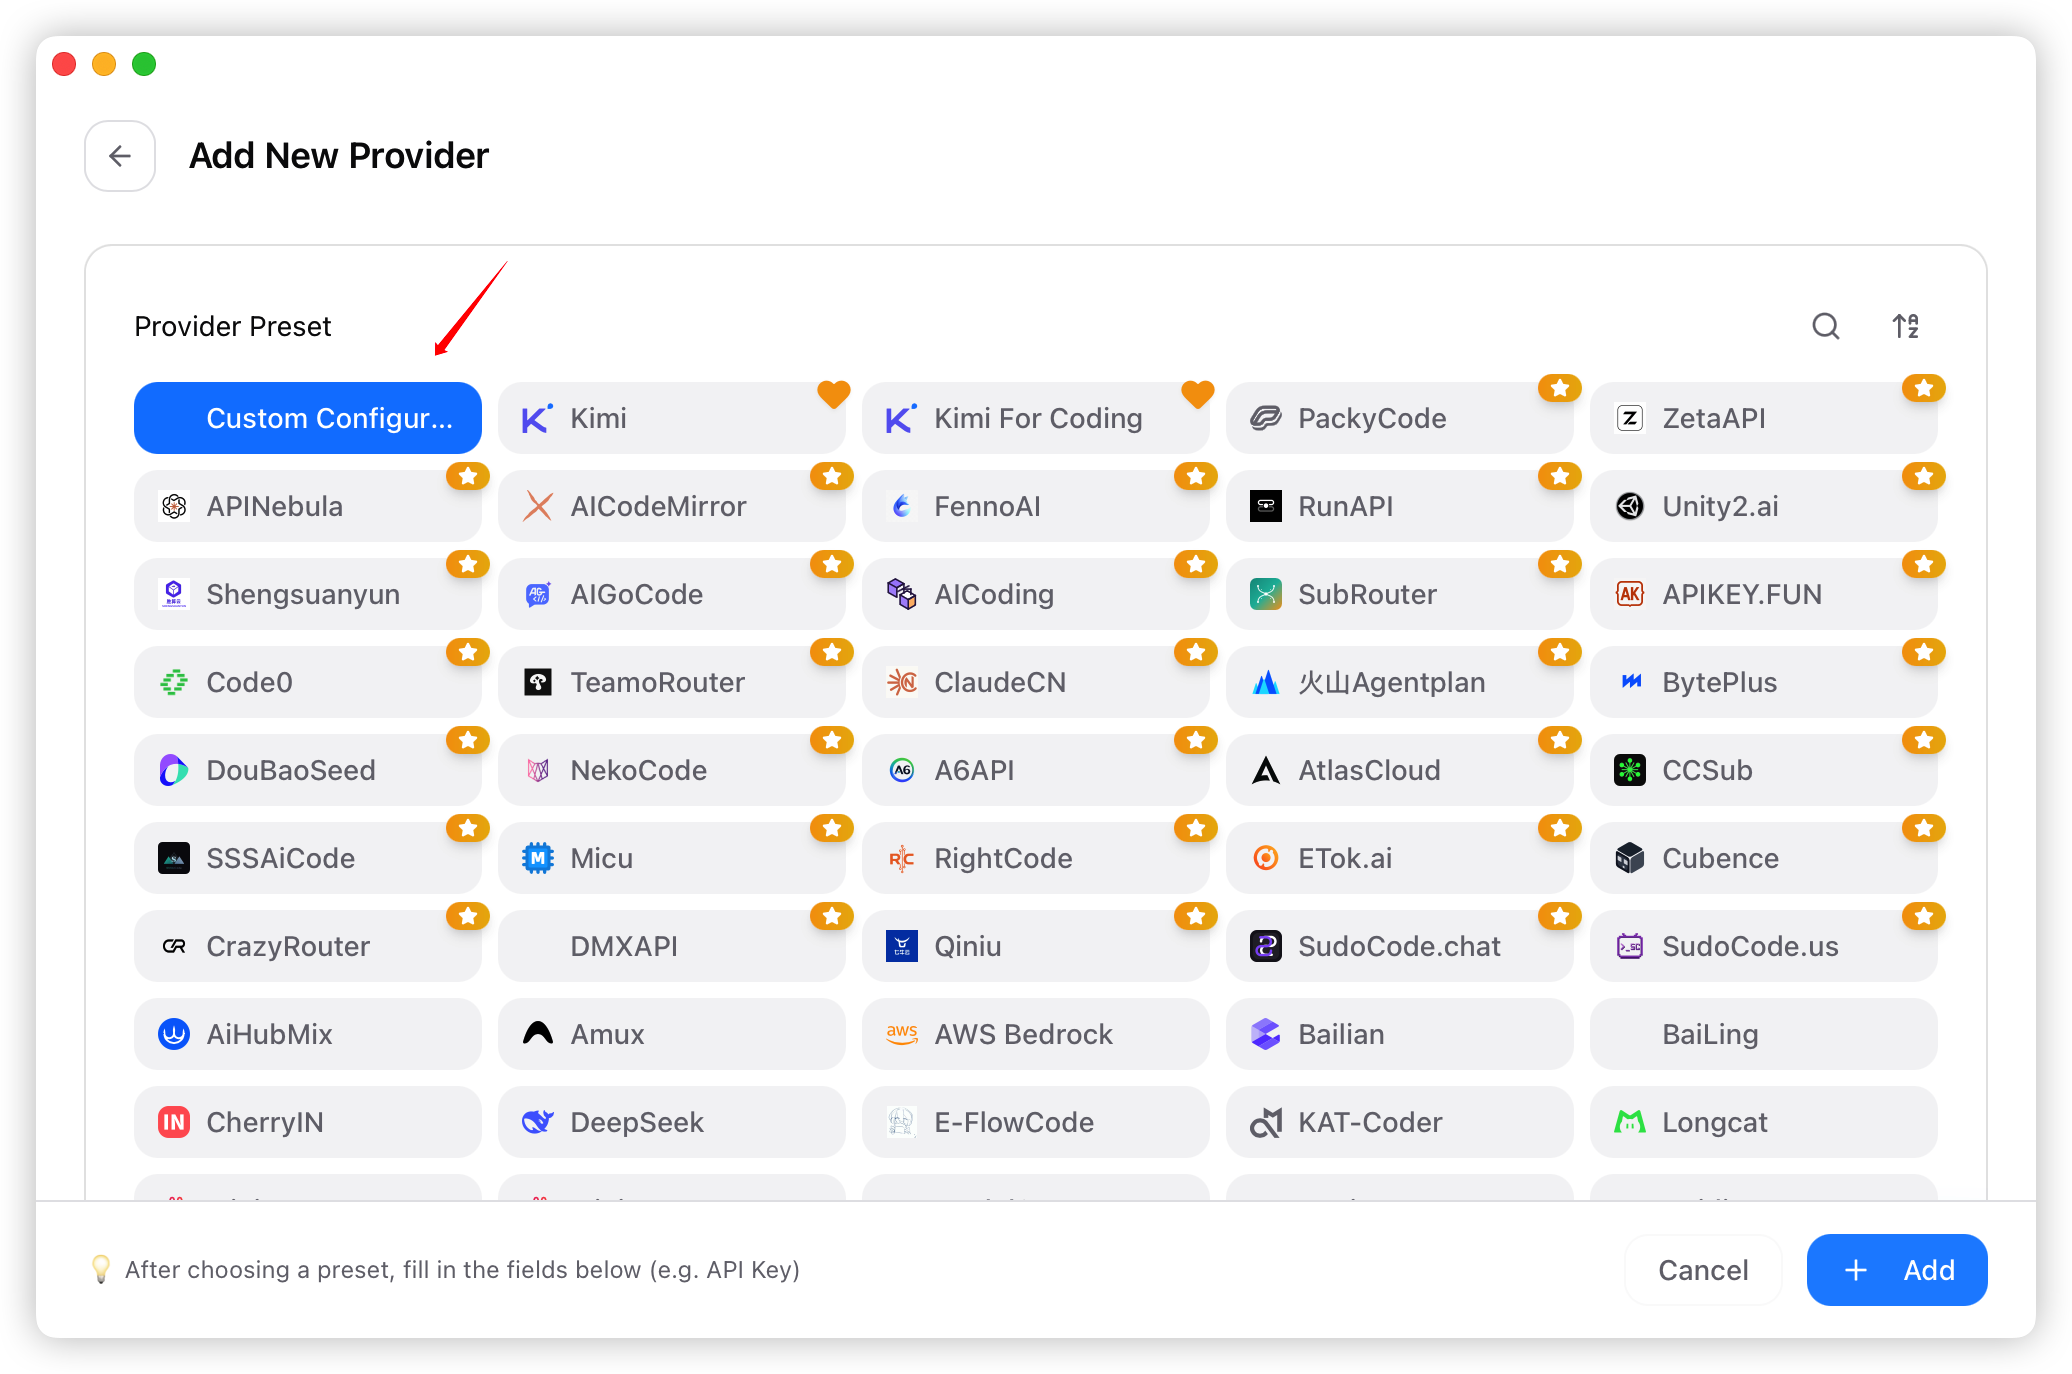 Add New Provider
Provider Preset
Custom Configur...
Kimi
Kimi For Coding
PackyCode
ZetaAPI
APINebula
AICodeMirror
FennoAI
RunAPI
Unity2.ai
Shengsuanyun
AIGoCode
AICoding
SubRouter
APIKEY.FUN
Code0
TeamoRouter
ClaudeCN
火山Agentplan
BytePlus
DouBaoSeed
NekoCode
A6API
AtlasCloud
CCSub
SSSAiCode
Micu
RightCode
ETok.ai
Cubence
CrazyRouter
DMXAPI
Qiniu
SudoCode.chat
SudoCode.us
AiHubMix
Amux
aws
AWS Bedrock
Bailian
BaiLing
IN
CherryIN
DeepSeek
E-FlowCode
KAT-Coder
Longcat
💡 After choosing a preset, fill in the fields below (e.g. API Key)
Cancel
+ Add